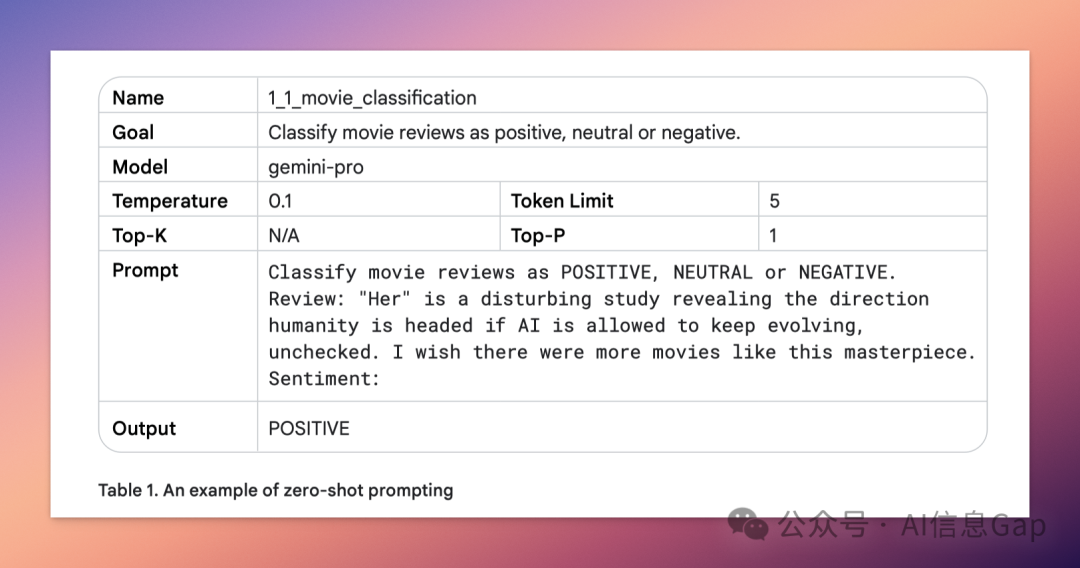 Name 1_1_movie_classification
Goal Classify movie reviews as positive, neutral or negative.
Model gemini-pro
Temperature 0.1 Token Limit 5
Top-K N/A Top-P 1
Prompt Classify movie reviews as POSITIVE, NEUTRAL or NEGATIVE.
Review: "Her" is a disturbing study revealing the direction
humanity is headed if AI is allowed to keep evolving,
unchecked. I wish there were more movies like this masterpiece.
Sentiment:
Output POSITIVE
Table 1. An example of zero-shot prompting
公众号 · AI信息Gap